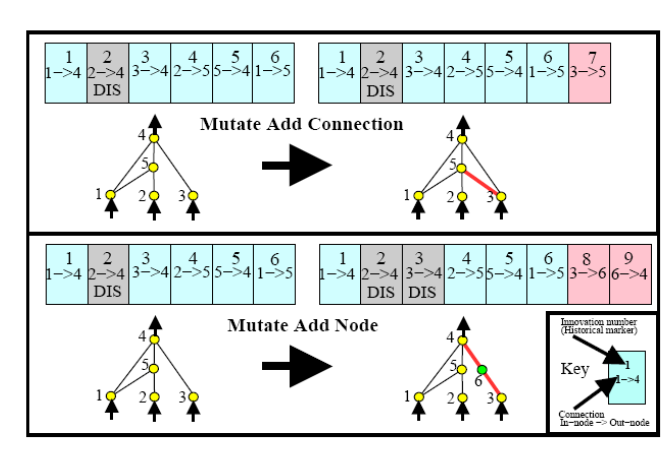 1 2 3 4 5 6 1 2 3 4 5 6 7
1->4 2->4 3->4 2->5 5->4 1->5 1->4 2->4 3->4 2->5 5->4 1->5 3->5
DIS DIS
Mutate Add Connection
4 4
5 5
1 2 3 1 2 3
1 2 3 4 5 6 1 2 3 4 5 6 8 9
1->4 2->4 3->4 2->5 5->4 1->5 1->4 2->4 3->4 2->5 5->4 1->5 3->6 6->4
DIS DIS DIS
Mutate Add Node
4 4
5 5
6
1 2 3 1 2 3
Innovation number
(Historical marker)
Key
1
1->4
Connection
In-node -> Out-node